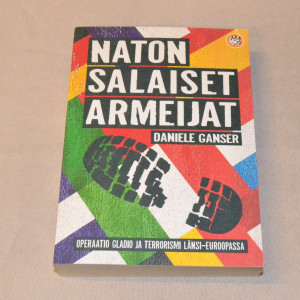 NATON
SALAISET
ARMEIJAT
DANIELE GANSER
OPERAATIO GLADIO JA TERRORISMI LÄNSI-EUROOPASSA